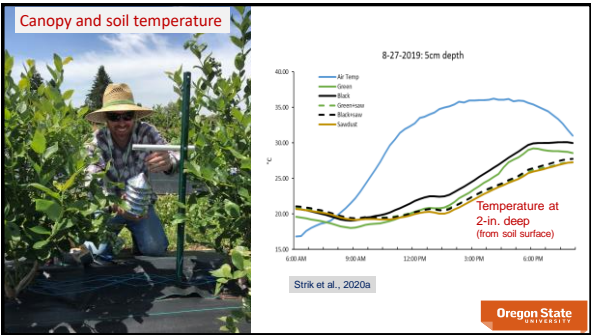 Canopy and soil temperature
8-27-2019: 5cm depth
40.00
35.00
30.00
25.00
20.00
15.00
°C
Air Temp
Green
Black
Green+saw
Black+saw
Sawdust
6:00 AM
9:00 AM
12:00 PM
3:00 PM
6:00 PM
Temperature at
2-in. deep
(from soil surface)
Strik et al., 2020a
Oregon State
UNIVERSITY